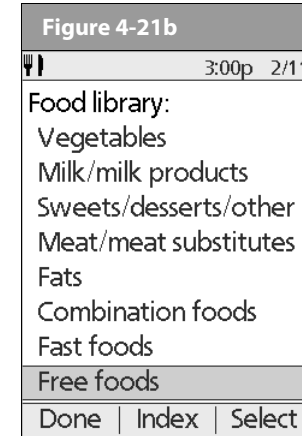 Figure 4-21b
3:00p 2/11
Food library:
Vegetables
Milk/milk products
Sweets/desserts/other
Meat/meat substitutes
Fats
Combination foods
Fast foods
Free foods
Done | Index | Select